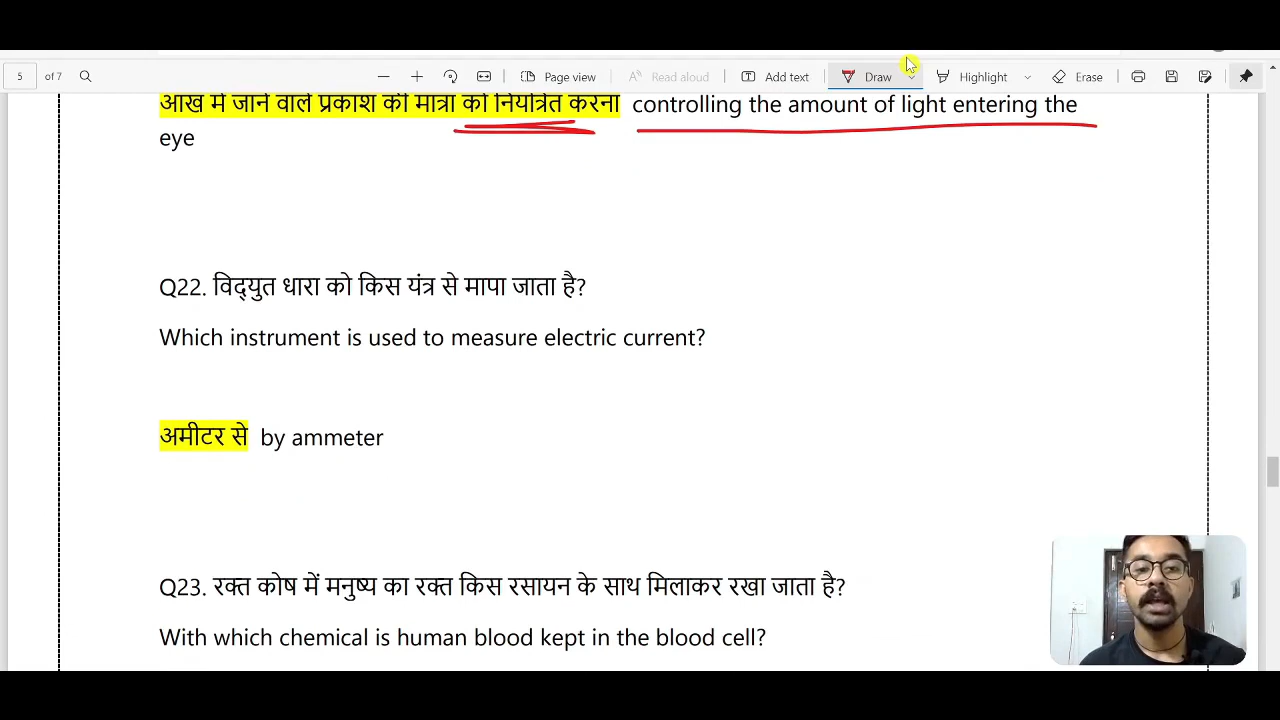 5 of 7 Page view Read aloud Add text Draw Highlight Erase
आंख में जाने वाले प्रकाश की मात्रा को नियंत्रित करना controlling the amount of light entering the
eye
Q22. विद्युत धारा को किस यंत्र से मापा जाता है?
Which instrument is used to measure electric current?
अमीटर से by ammeter
Q23. रक्त कोष में मनुष्य का रक्त किस रसायन के साथ मिलाकर रखा जाता है?
With which chemical is human blood kept in the blood cell?